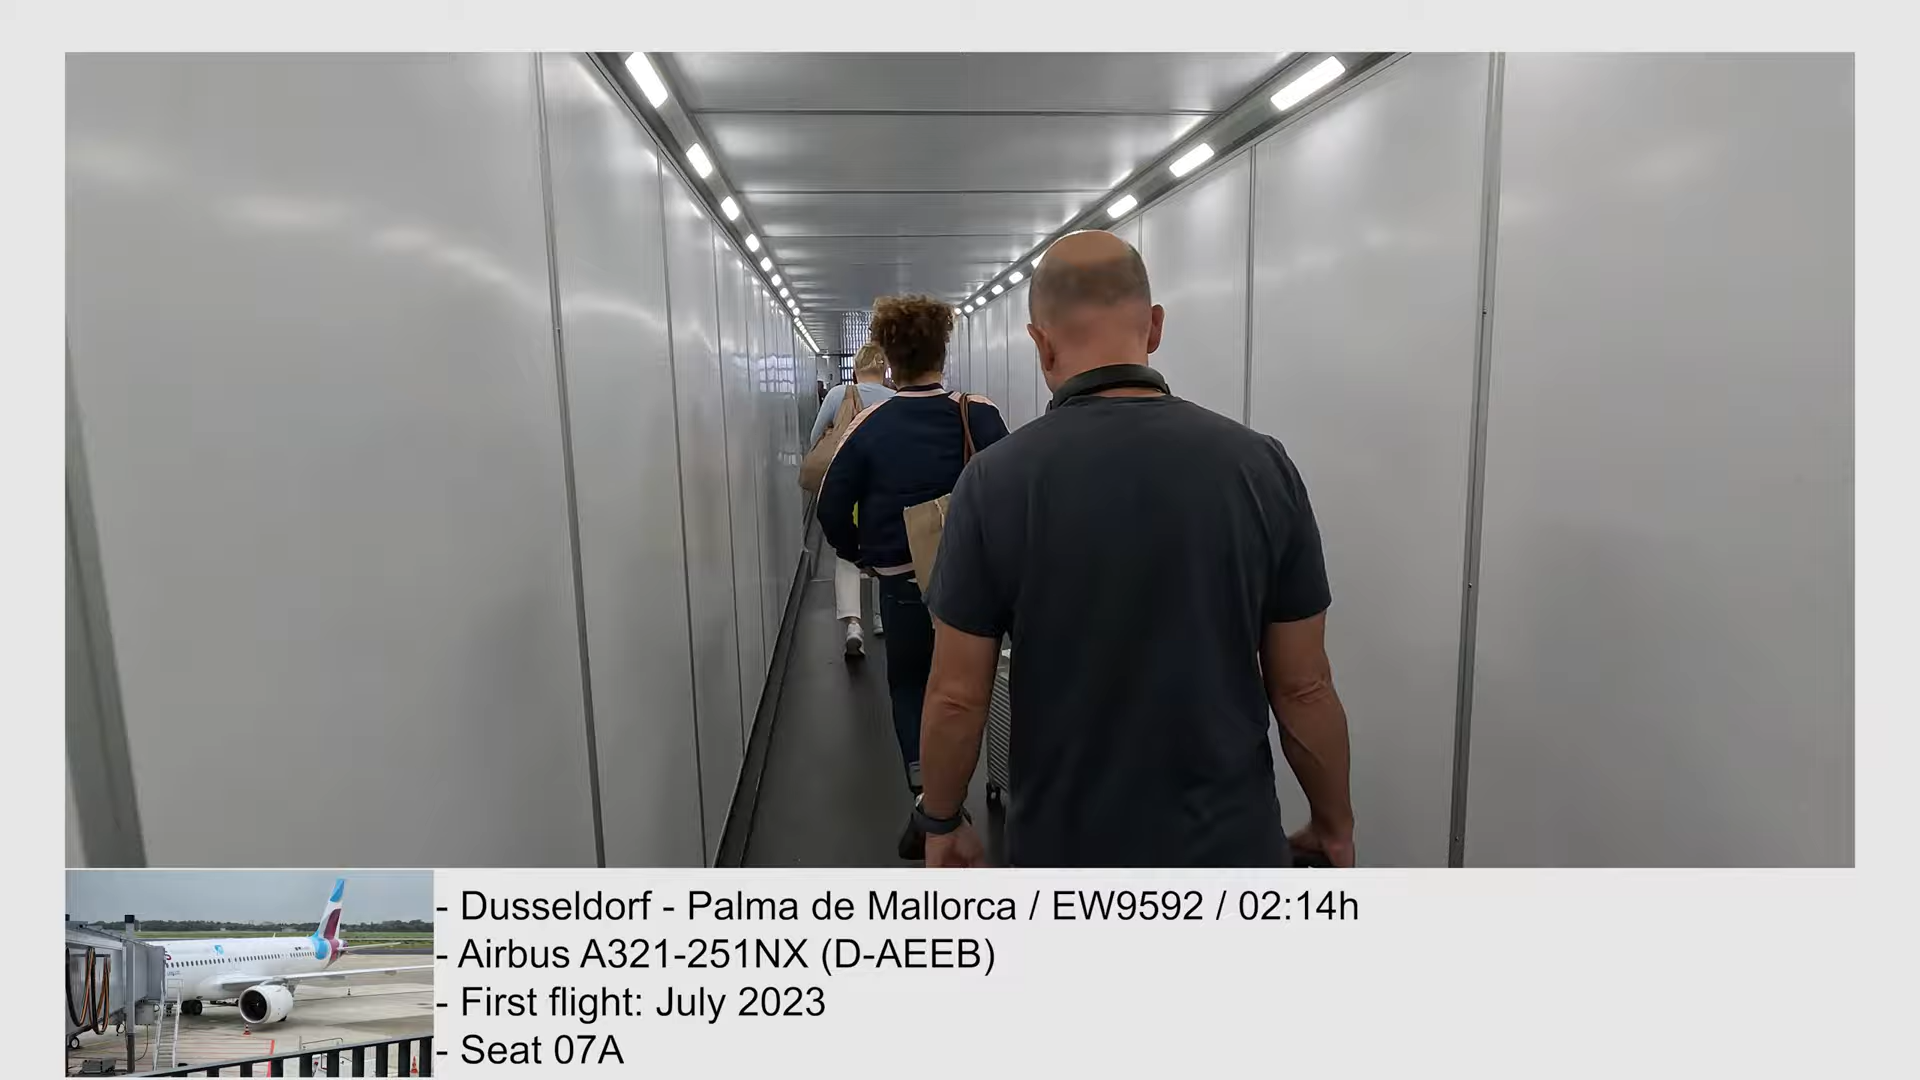 - Dusseldorf - Palma de Mallorca / EW9592 / 02:14h
- Airbus A321-251NX (D-AEEB)
- First flight: July 2023
- Seat 07A